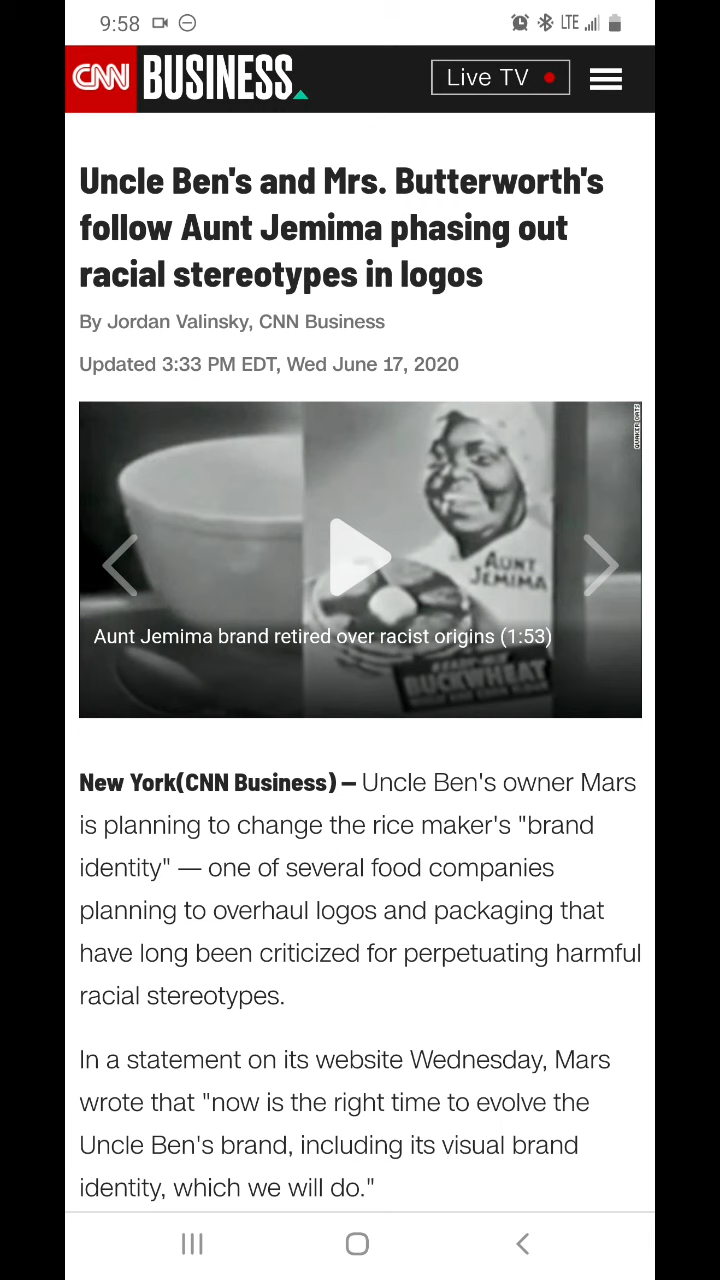 9:58 LTE
CNN BUSINESS Live TV
Uncle Ben's and Mrs. Butterworth's
follow Aunt Jemima phasing out
racial stereotypes in logos
By Jordan Valinsky, CNN Business
Updated 3:33 PM EDT, Wed June 17, 2020
QUAKER OATS
AUNT
JEMIMA
Aunt Jemima brand retired over racist origins (1:53)
BUCKWHEAT
New York(CNN Business) — Uncle Ben's owner Mars
is planning to change the rice maker's "brand
identity" — one of several food companies
planning to overhaul logos and packaging that
have long been criticized for perpetuating harmful
racial stereotypes.
In a statement on its website Wednesday, Mars
wrote that "now is the right time to evolve the
Uncle Ben's brand, including its visual brand
identity, which we will do."